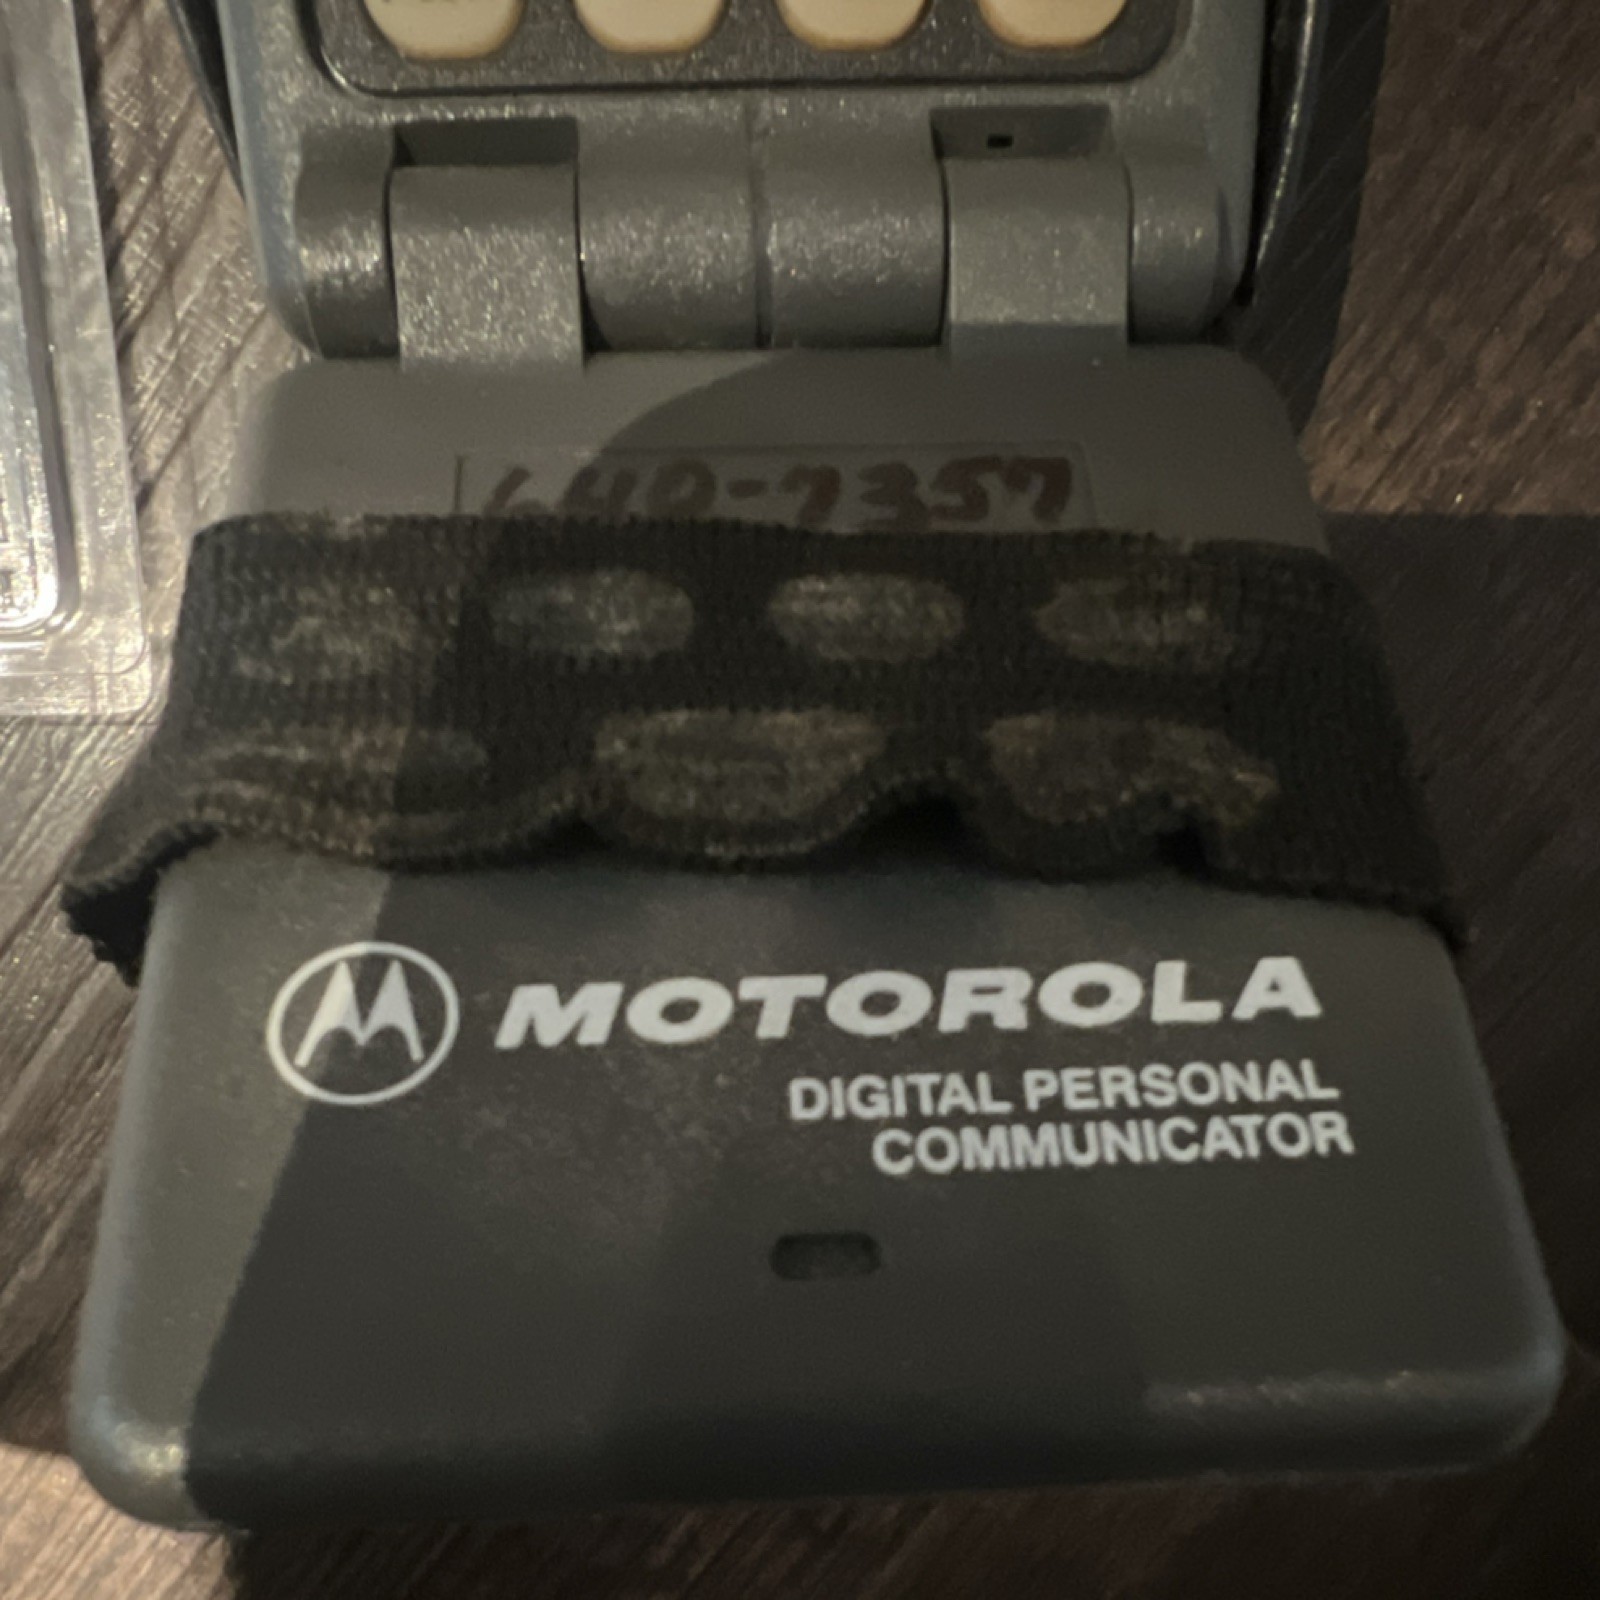 640-7357
MOTOROLA
DIGITAL PERSONAL
COMMUNICATOR